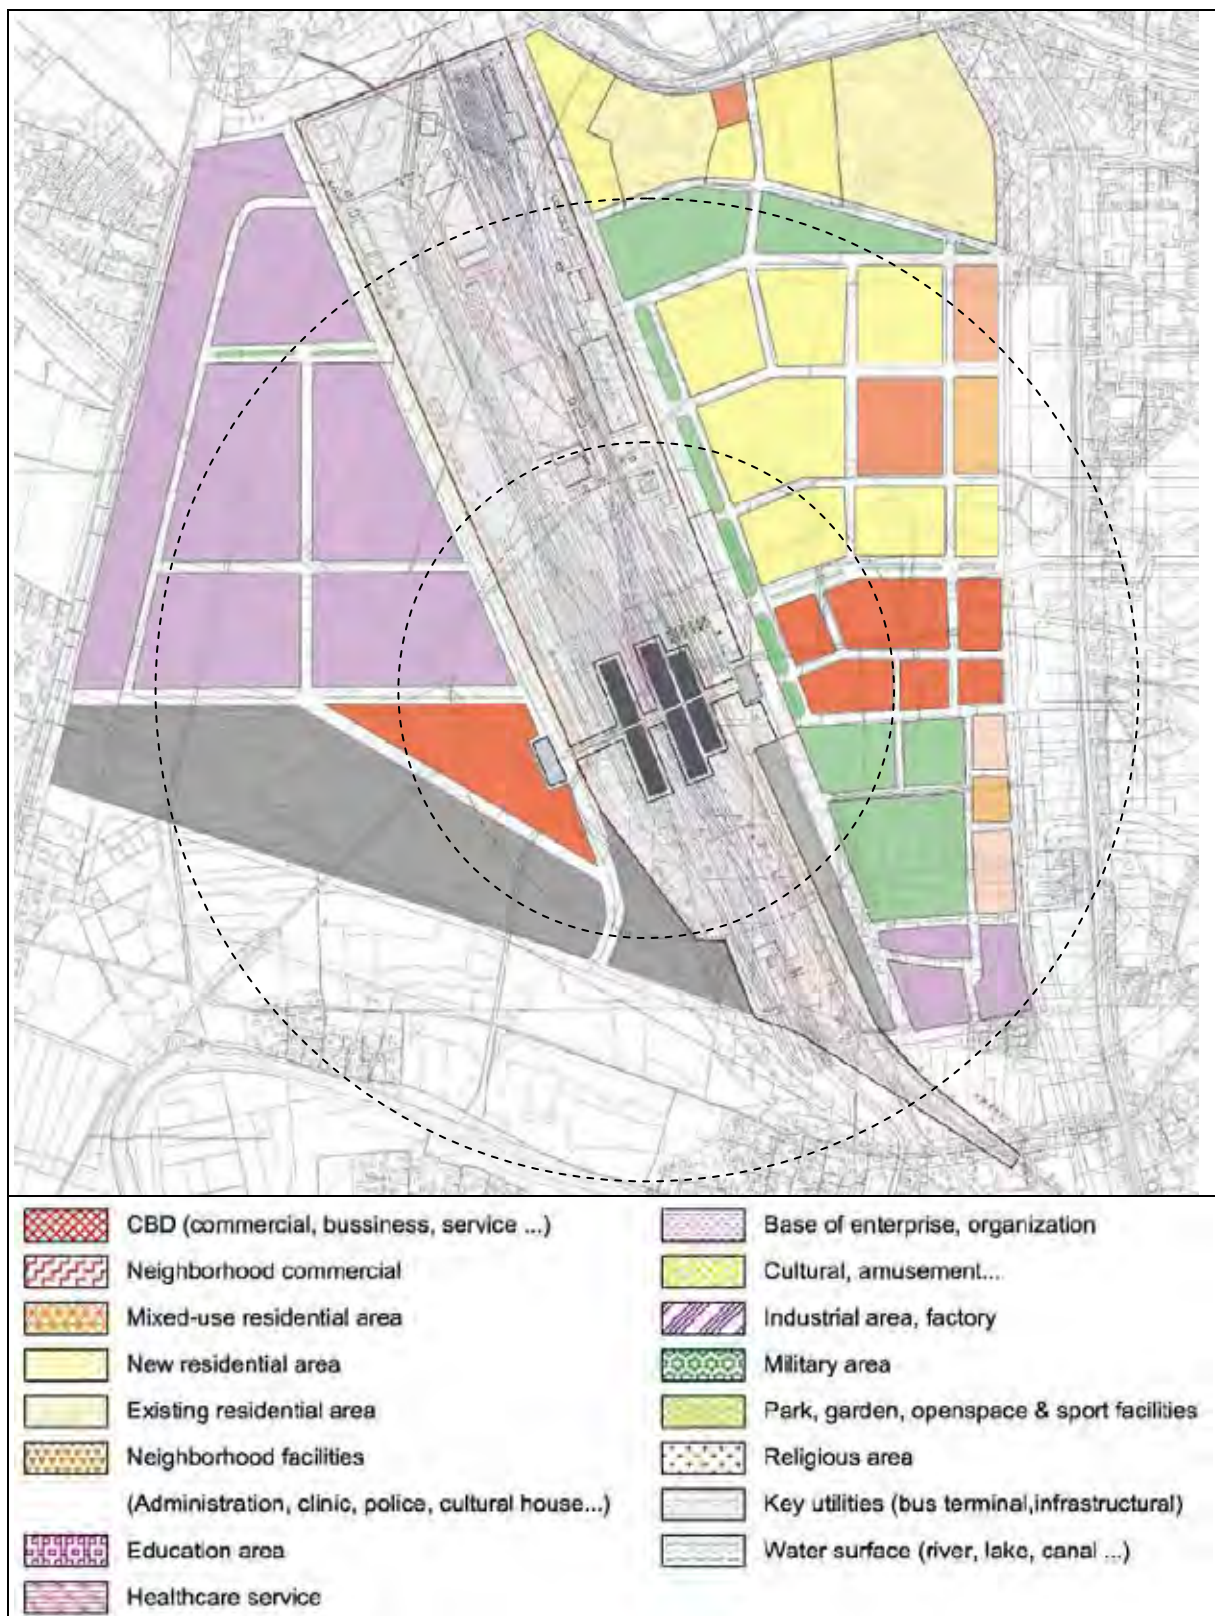 CBD (commercial, bussiness, service ...)
Neighborhood commercial
Mixed-use residential area
New residential area
Existing residential area
Neighborhood facilities
(Administration, clinic, police, cultural house...)
Education area
Healthcare service
Base of enterprise, organization
Cultural, amusement...
Industrial area, factory
Military area
Park, garden, openspace & sport facilities
Religious area
Key utilities (bus terminal,infrastructural)
Water surface (river, lake, canal ...)